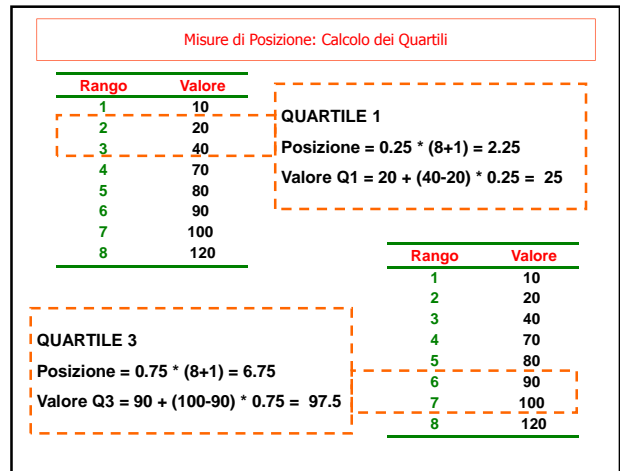 Misure di Posizione: Calcolo dei Quartili
Rango Valore
1 10
2 20
3 40
4 70
5 80
6 90
7 100
8 120
QUARTILE 1
Posizione = 0.25 * (8+1) = 2.25
Valore Q1 = 20 + (40-20) * 0.25 = 25
Rango Valore
1 10
2 20
3 40
4 70
5 80
6 90
7 100
8 120
QUARTILE 3
Posizione = 0.75 * (8+1) = 6.75
Valore Q3 = 90 + (100-90) * 0.75 = 97.5